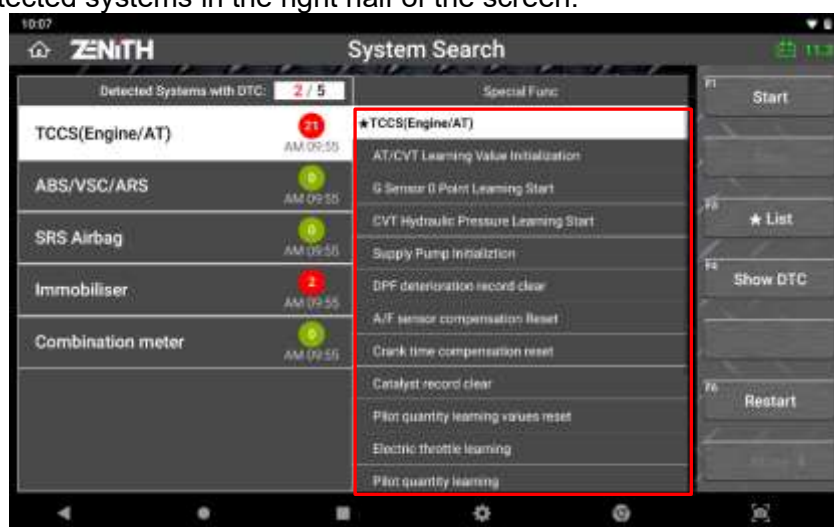 tected systems in the right half of the screen.
10:07
ZENITH
System Search
11.3
Detected Systems with DTC: 2 / 5
Special Func
TCCS(Engine/AT)
21
AM 09:55
ABS/VSC/ARS
0
AM 09:55
SRS Airbag
0
AM 09:55
Immobiliser
2
AM 09:55
Combination meter
0
AM 09:55
★TCCS(Engine/AT)
AT/CVT Learning Value Initialization
G Sensor 0 Point Learning Start
CVT Hydraulic Pressure Learning Start
Supply Pump Initializtion
DPF deterioration record clear
A/F sensor compensation Reset
Crank time compensation reset
Catalyst record clear
Pilot quantity learning values reset
Electric throttle learning
Pilot quantity learning
F1
Start
F3
★ List
F4
Show DTC
F6
Restart